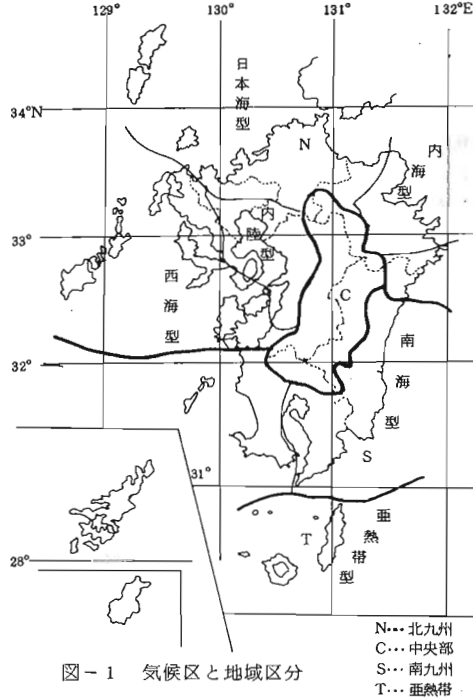 129°
130°
131°
132°E
34°N
33°
32°
31°
28°
日本海型
内海型
内陸型
西海型
南海型
亜熱帯型
N
C
S
T
N… 北九州
C… 中央部
S… 南九州
T… 亜熱帯
図－1 気候区と地域区分